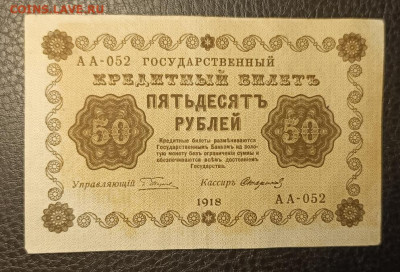 COINS.LAVE.RU
АА-052 ГОСУДАРСТВЕННЫЙ
КРЕДИТНЫЙ БИЛЕТЪ
50 ПЯТЬДЕСЯТЪ РУБЛЕЙ 50
Кредитные билеты размѣниваются
Государственнымъ Банкомъ на золо-
тую монету безъ ограниченія суммы и
обезпечиваются всѣмъ достояніемъ
Государства.
Управляющій Кассиръ
1918 АА-052